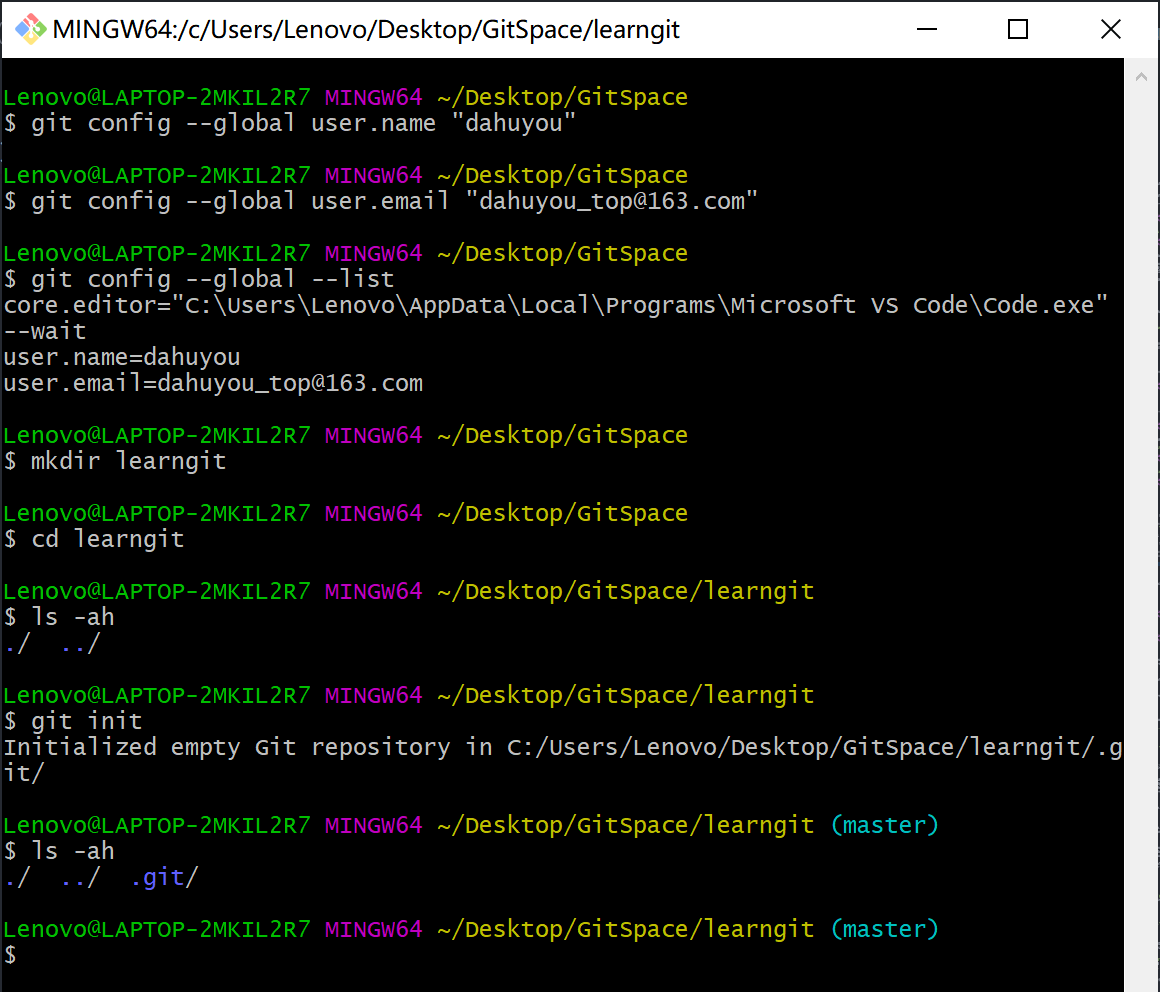 MINGW64:/c/Users/Lenovo/Desktop/GitSpace/learngit
Lenovo@LAPTOP-2MKIL2R7 MINGW64 ~/Desktop/GitSpace
$ git config --global user.name "dahuyou"
Lenovo@LAPTOP-2MKIL2R7 MINGW64 ~/Desktop/GitSpace
$ git config --global user.email "dahuyou_top@163.com"
Lenovo@LAPTOP-2MKIL2R7 MINGW64 ~/Desktop/GitSpace
$ git config --global --list
core.editor="C:\Users\Lenovo\AppData\Local\Programs\Microsoft VS Code\Code.exe"
--wait
user.name=dahuyou
user.email=dahuyou_top@163.com
Lenovo@LAPTOP-2MKIL2R7 MINGW64 ~/Desktop/GitSpace
$ mkdir learngit
Lenovo@LAPTOP-2MKIL2R7 MINGW64 ~/Desktop/GitSpace
$ cd learngit
Lenovo@LAPTOP-2MKIL2R7 MINGW64 ~/Desktop/GitSpace/learngit
$ ls -ah
./  ../
Lenovo@LAPTOP-2MKIL2R7 MINGW64 ~/Desktop/GitSpace/learngit
$ git init
Initialized empty Git repository in C:/Users/Lenovo/Desktop/GitSpace/learngit/.g
it/
Lenovo@LAPTOP-2MKIL2R7 MINGW64 ~/Desktop/GitSpace/learngit (master)
$ ls -ah
./  ../  .git/
Lenovo@LAPTOP-2MKIL2R7 MINGW64 ~/Desktop/GitSpace/learngit (master)
$